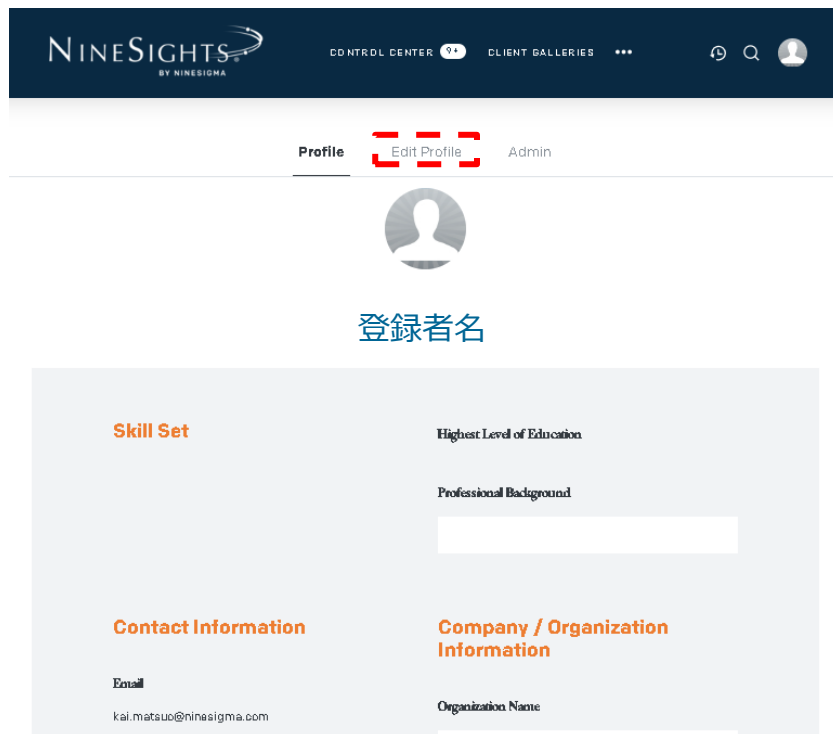 NINESIGHTS
BY NINESIGMA
CONTROL CENTER 9+ CLIENT GALLERIES •••
Profile Edit Profile Admin
登録者名
Skill Set
Highest Level of Education
Professional Background
Contact Information
Company / Organization
Information
Email
kai.matsuo@ninesigma.com
Organization Name